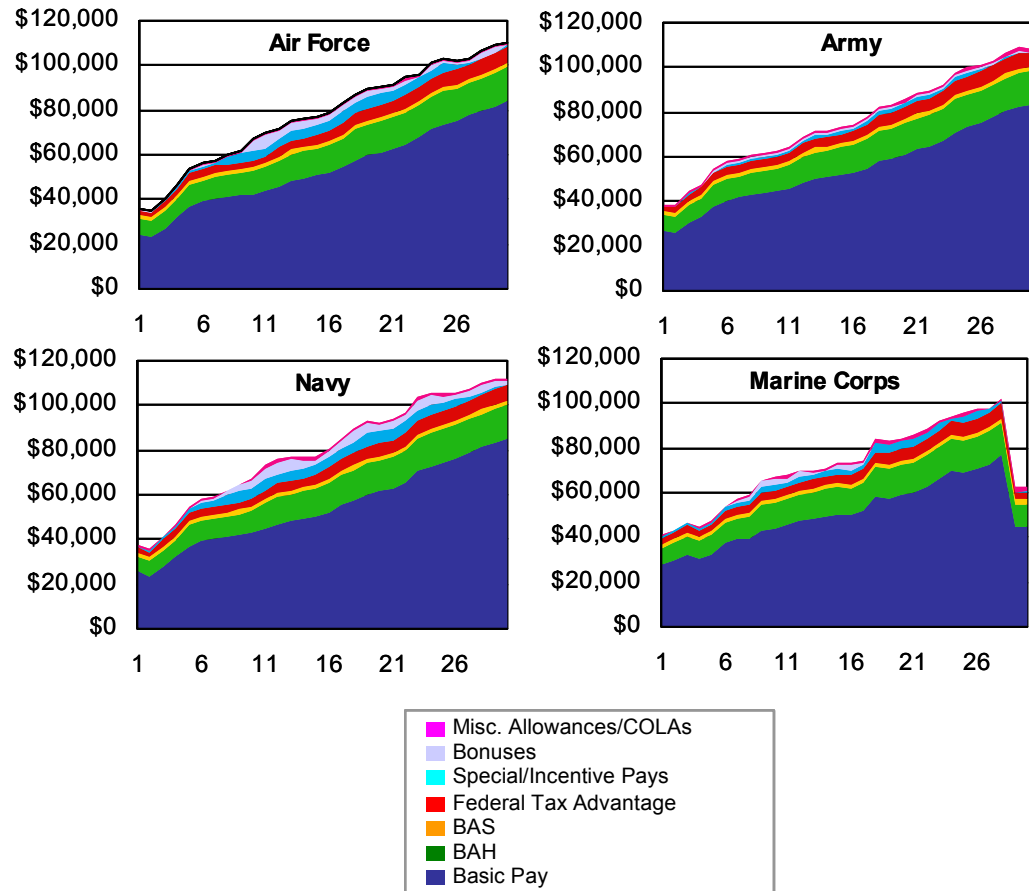 Air Force
$120,000
$100,000
$80,000
$60,000
$40,000
$20,000
$0
1 6 11 16 21 26
Army
$120,000
$100,000
$80,000
$60,000
$40,000
$20,000
$0
1 6 11 16 21 26
Navy
$120,000
$100,000
$80,000
$60,000
$40,000
$20,000
$0
1 6 11 16 21 26
Marine Corps
$120,000
$100,000
$80,000
$60,000
$40,000
$20,000
$0
1 6 11 16 21 26
Misc. Allowances/COLAs
Bonuses
Special/Incentive Pays
Federal Tax Advantage
BAS
BAH
Basic Pay